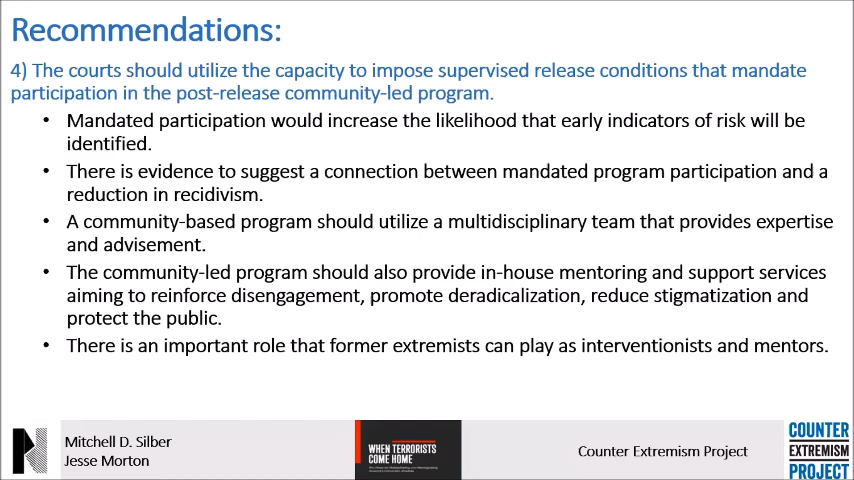 Recommendations:
4) The courts should utilize the capacity to impose supervised release conditions that mandate
participation in the post-release community-led program.
• Mandated participation would increase the likelihood that early indicators of risk will be
identified.
• There is evidence to suggest a connection between mandated program participation and a
reduction in recidivism.
• A community-based program should utilize a multidisciplinary team that provides expertise
and advisement.
• The community-led program should also provide in-house mentoring and support services
aiming to reinforce disengagement, promote deradicalization, reduce stigmatization and
protect the public.
• There is an important role that former extremists can play as interventionists and mentors.
Mitchell D. Silber
Jesse Morton
WHEN TERRORISTS
COME HOME
Counter Extremism Project
COUNTER
EXTREMISM
PROJECT